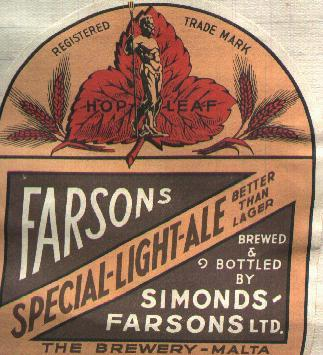 REGISTERED TRADE MARK
HOP LEAF
FARSONS
SPECIAL-LIGHT-ALE
BETTER
THAN
LAGER
BREWED
&
BOTTLED
BY
SIMONDS-
FARSONS LTD.
THE BREWERY-MALTA